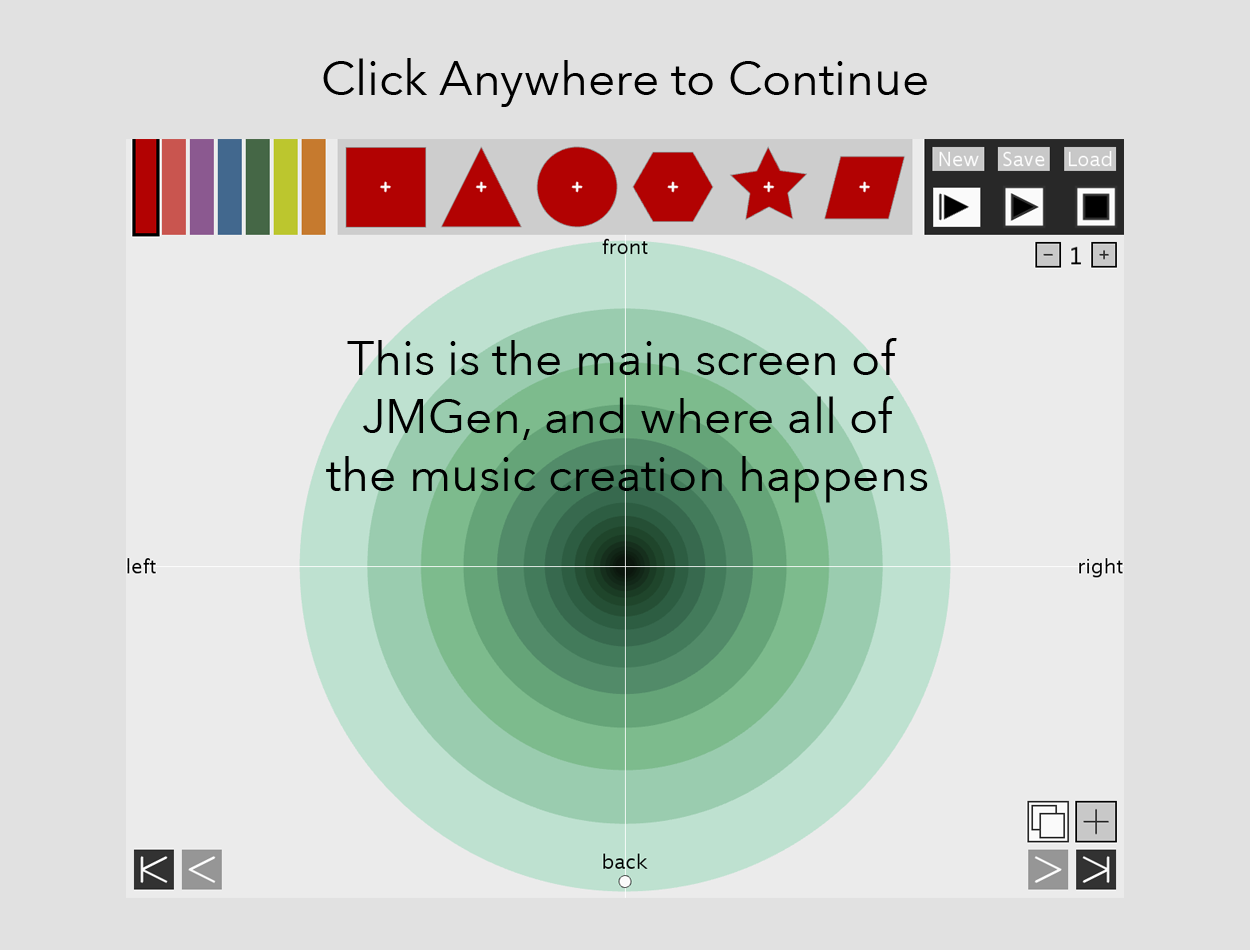 Click Anywhere to Continue
New Save Load
front
− 1 +
This is the main screen of
JMGen, and where all of
the music creation happens
left
right
back